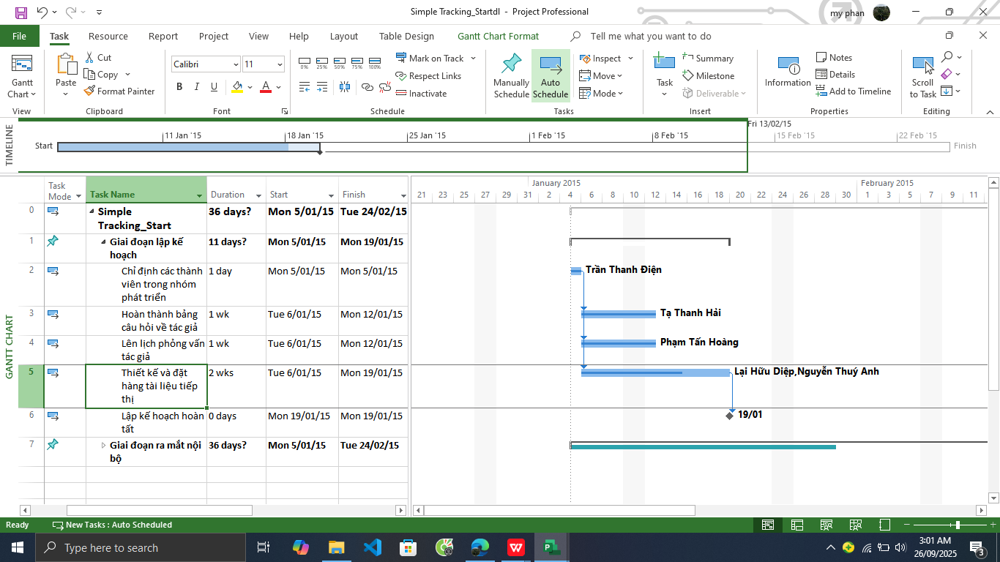 Simple Tracking_Startdl - Project Professional
my phan
File Task Resource Report Project View Help Layout Table Design Gantt Chart Format Tell me what you want to do
Gantt
Chart
View
Paste
Cut
Copy
Format Painter
Clipboard
Calibri 11
B I U A
Font
0% 25% 50% 75% 100%
Mark on Track
Respect Links
Inactivate
Schedule
Manually
Schedule
Auto
Schedule
Inspect
Move
Mode
Tasks
Task
Summary
Milestone
Deliverable
Insert
Information
Notes
Details
Add to Timeline
Properties
Scroll
to Task
Editing
TIMELINE
Fri 13/02/15
11 Jan '15 18 Jan '15 25 Jan '15 1 Feb '15 8 Feb '15 15 Feb '15 22 Feb '15
Start
Finish
GANTT CHART
Task
Mode
Task Name Duration Start Finish
January 2015 February 2015
21 23 25 27 29 31 2 4 6 8 10 12 14 16 18 20 22 24 26 28 30 1 3 5 7 9 11
0 Simple 36 days? Mon 5/01/15 Tue 24/02/15
Tracking_Start
1 Giai đoạn lập kế 11 days? Mon 5/01/15 Mon 19/01/15
hoạch
2 Chỉ định các thành 1 day Mon 5/01/15 Mon 5/01/15 Trần Thanh Điện
viên trong nhóm
phát triển
3 Hoàn thành bảng 1 wk Tue 6/01/15 Mon 12/01/15 Tạ Thanh Hải
câu hỏi về tác giả
4 Lên lịch phỏng vấn 1 wk Tue 6/01/15 Mon 12/01/15 Phạm Tấn Hoàng
tác giả
5 Thiết kế và đặt 2 wks Tue 6/01/15 Mon 19/01/15 Lại Hữu Diệp,Nguyễn Thuý Anh
hàng tài liệu tiếp
thị
6 Lập kế hoạch hoàn 0 days Mon 19/01/15 Mon 19/01/15 19/01
tất
7 Giai đoạn ra mắt nội 36 days? Mon 5/01/15 Tue 24/02/15
bộ
Ready New Tasks : Auto Scheduled
Type here to search
3:01 AM
26/09/2025
3